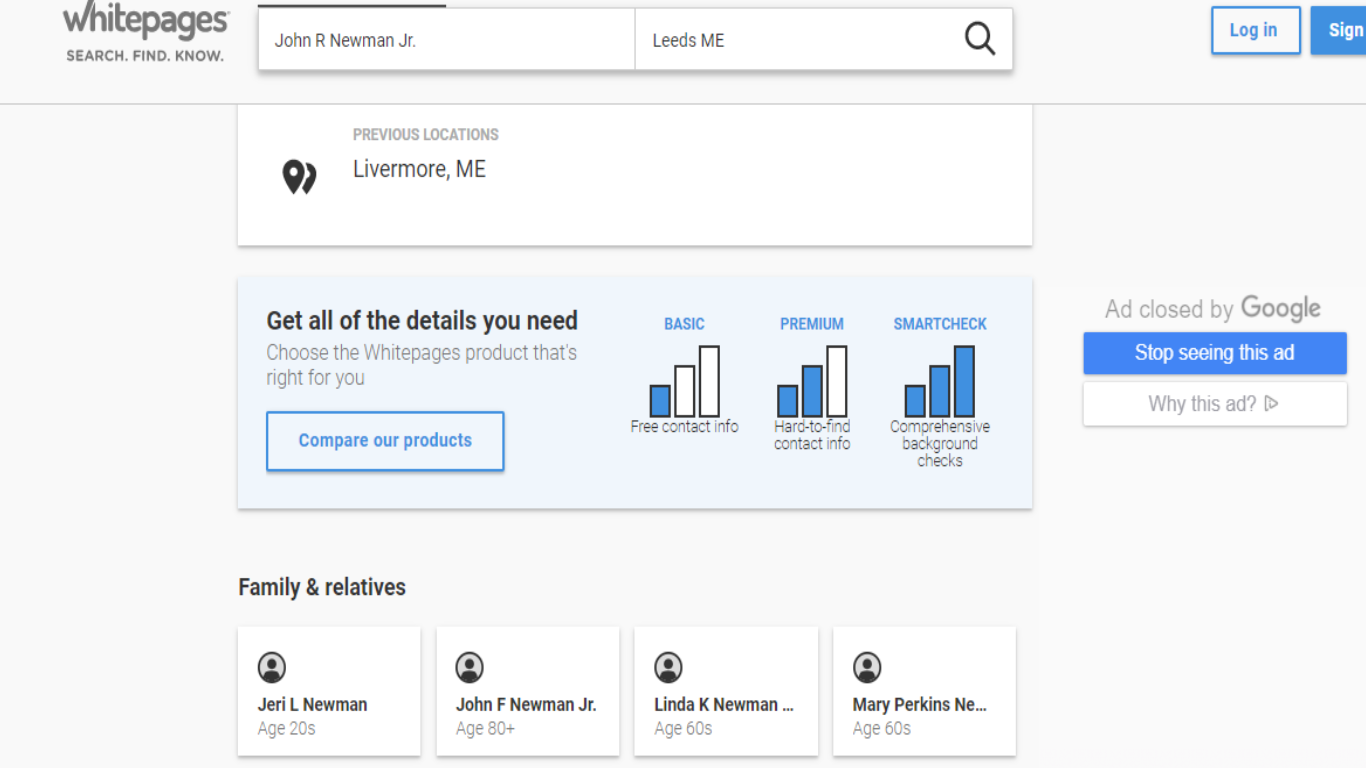 whitepages
SEARCH. FIND. KNOW.
John R Newman Jr.
Leeds ME
Log in
Sign
PREVIOUS LOCATIONS
Livermore, ME
Get all of the details you need
Choose the Whitepages product that's
right for you
Compare our products
BASIC
Free contact info
PREMIUM
Hard-to-find
contact info
SMARTCHECK
Comprehensive
background
checks
Ad closed by Google
Stop seeing this ad
Why this ad?
Family & relatives
Jeri L Newman
Age 20s
John F Newman Jr.
Age 80+
Linda K Newman ...
Age 60s
Mary Perkins Ne...
Age 60s